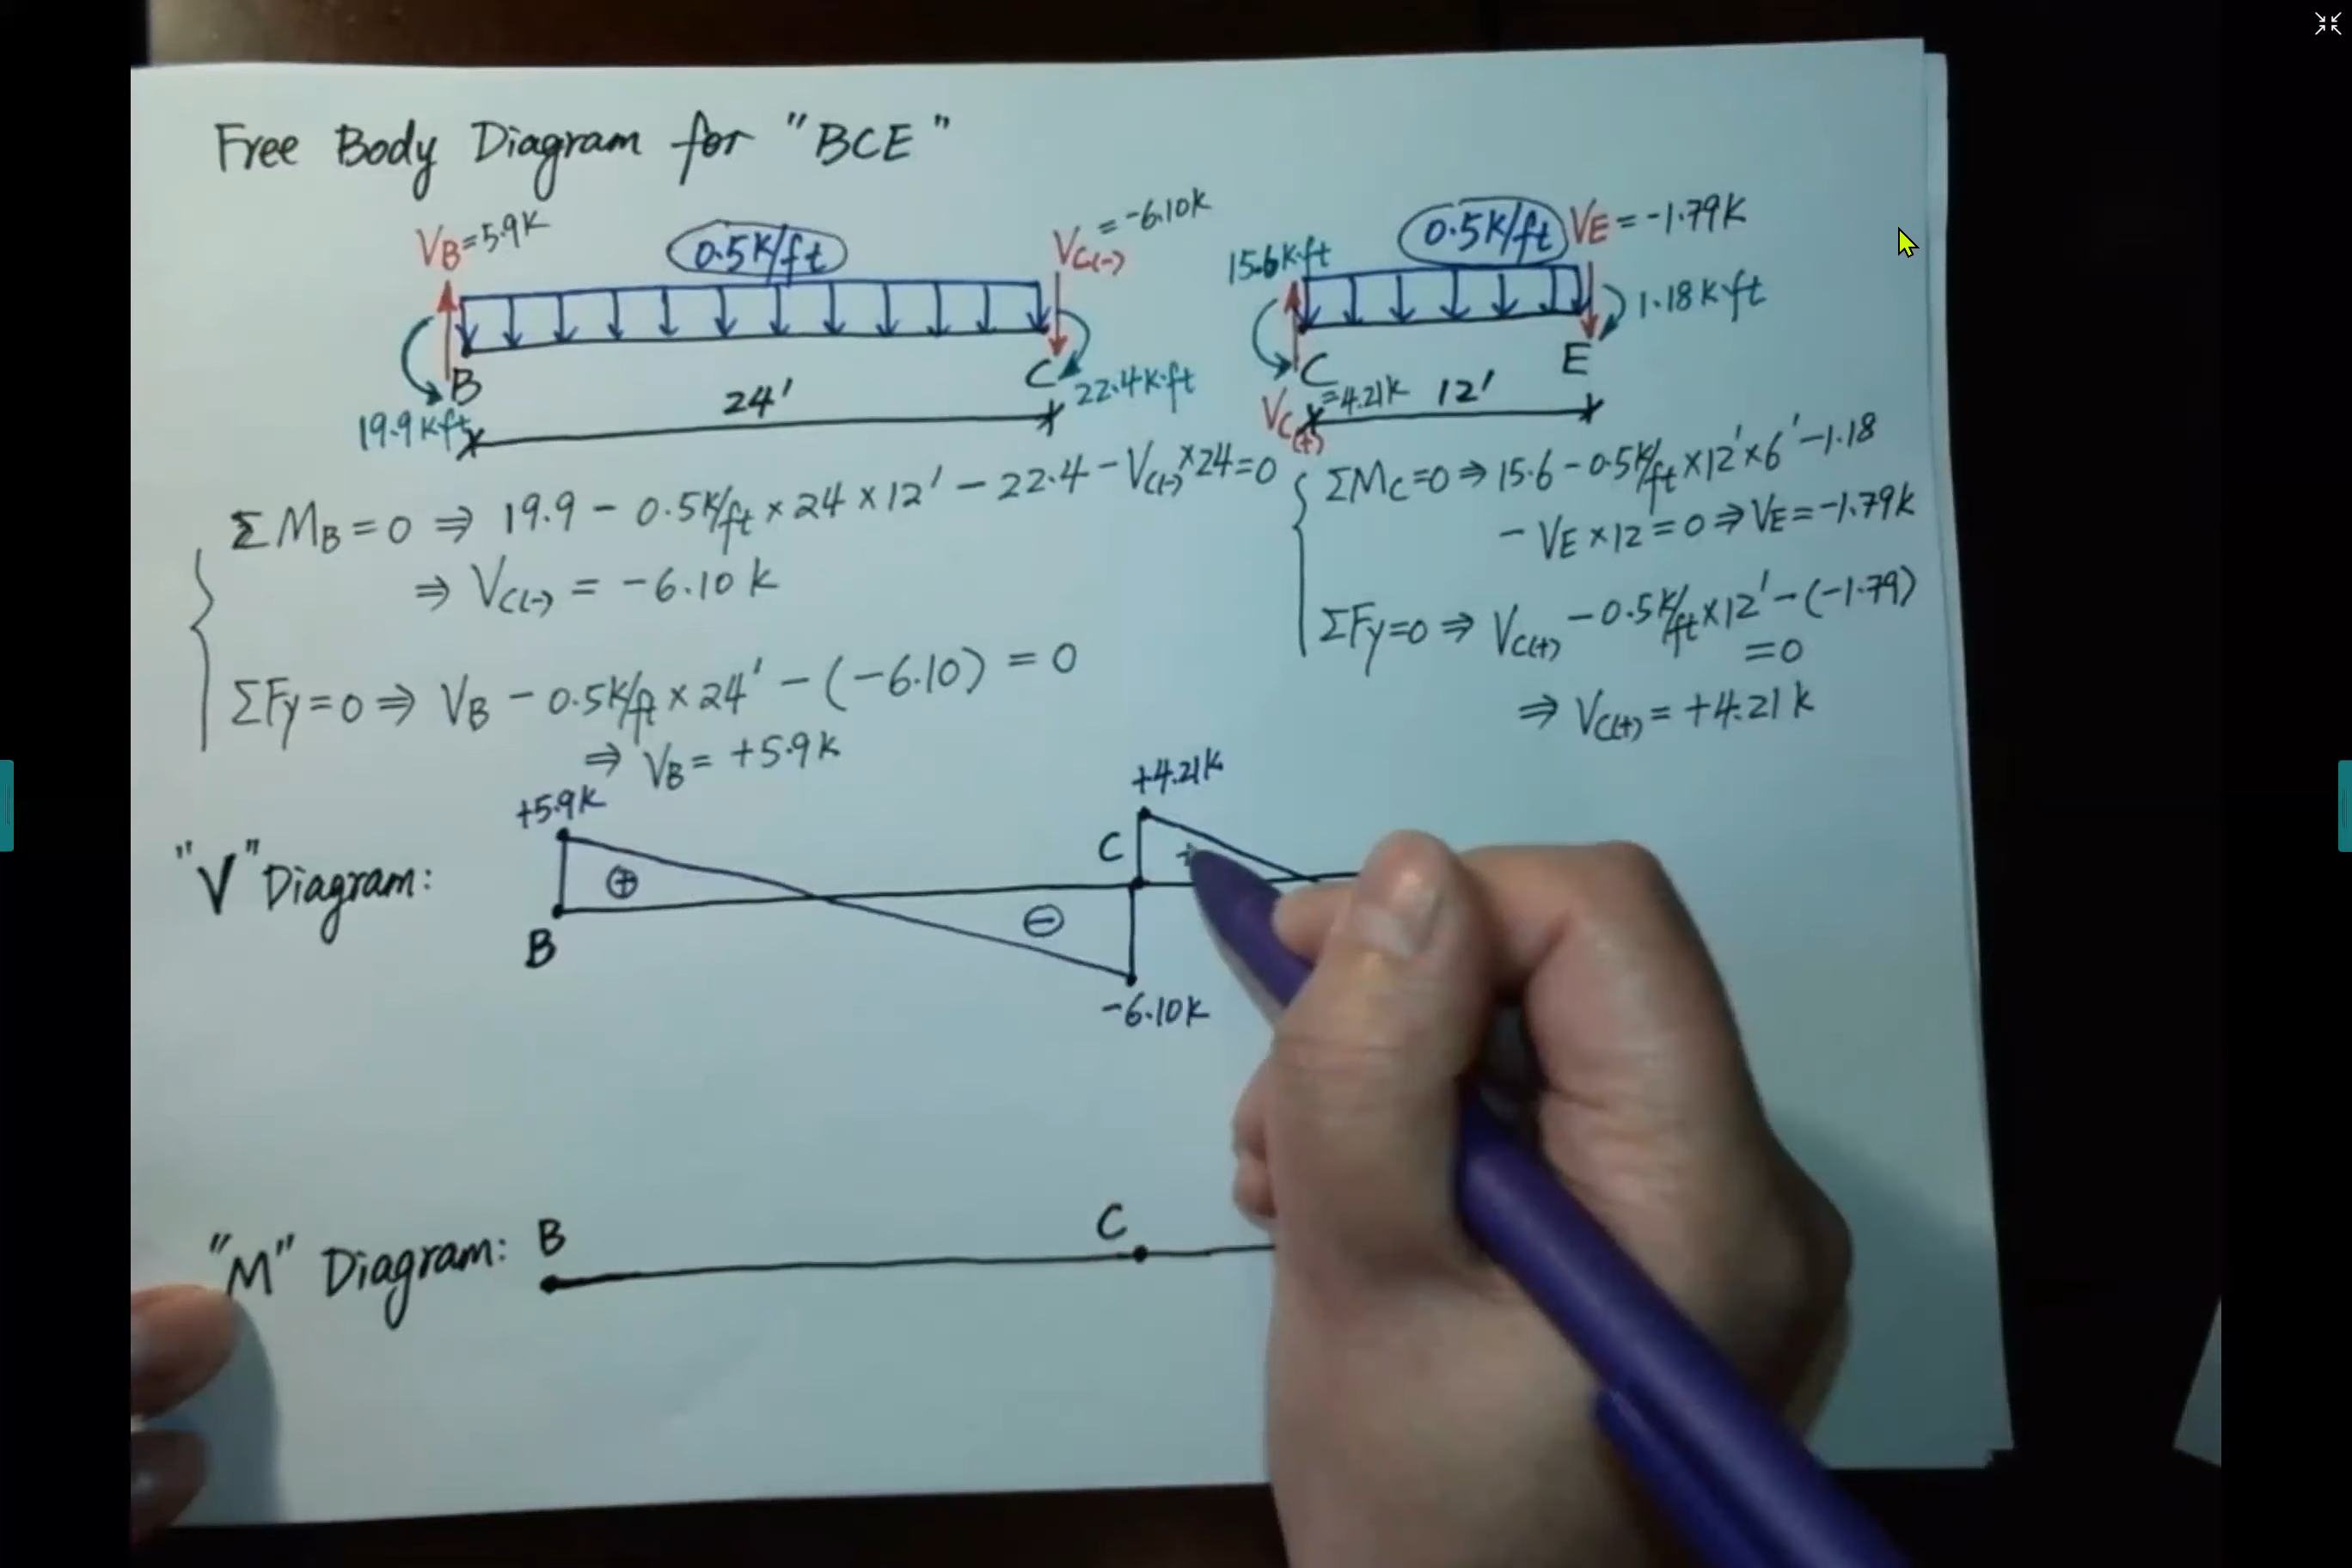 Free Body Diagram for "BCE"
VB=5.9K
0.5K/ft
VC(-) = -6.10K
B
C
19.9 K·ft
24'
22.4 K·ft
15.6 K·ft
0.5K/ft
VE = -1.79K
1.18 K·ft
C
E
VC(+) =4.21K
12'
ΣMB=0 ⇒ 19.9 - 0.5K/ft × 24 × 12' - 22.4 - VC(-) ×24=0
⇒ VC(-) = -6.10 K
ΣFy=0 ⇒ VB - 0.5K/ft × 24' - (-6.10) = 0
⇒ VB = +5.9 K
ΣMC=0 ⇒ 15.6 - 0.5K/ft ×12'×6' -1.18
- VE ×12 = 0 ⇒ VE = -1.79K
ΣFy=0 ⇒ VC(+) - 0.5K/ft ×12' - (-1.79)
=0
⇒ VC(+) = +4.21 K
"V" Diagram:
+5.9K
+
B
-
C
+4.21K
+
-6.10K
"M" Diagram:
B
C